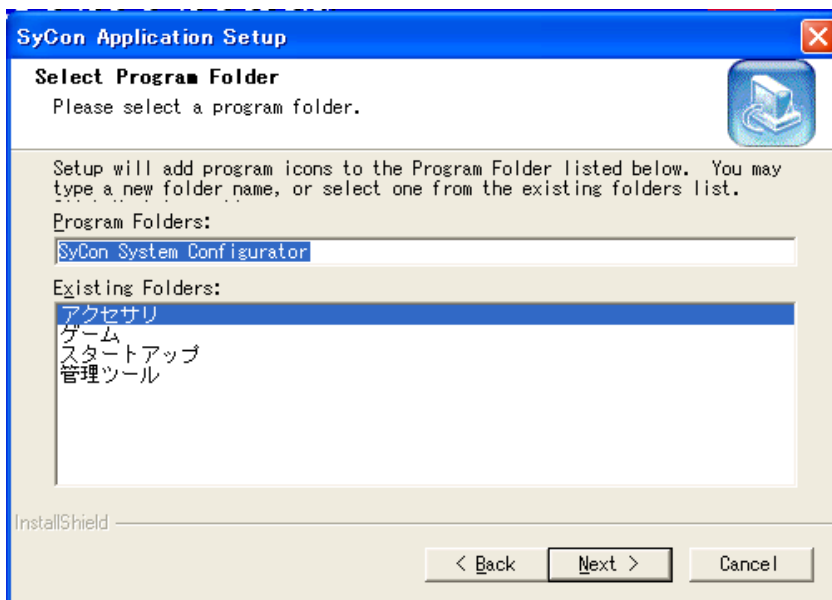 SyCon Application Setup
Select Program Folder
Please select a program folder.
Setup will add program icons to the Program Folder listed below.  You may
type a new folder name, or select one from the existing folders list.
Program Folders:
SyCon System Configurator
Existing Folders:
アクセサリ
ゲーム
スタートアップ
管理ツール
InstallShield
< Back
Next >
Cancel